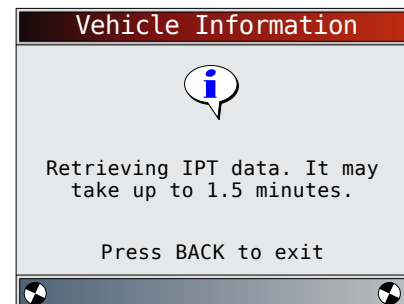 Vehicle Information
i
Retrieving IPT data. It may
take up to 1.5 minutes.
Press BACK to exit